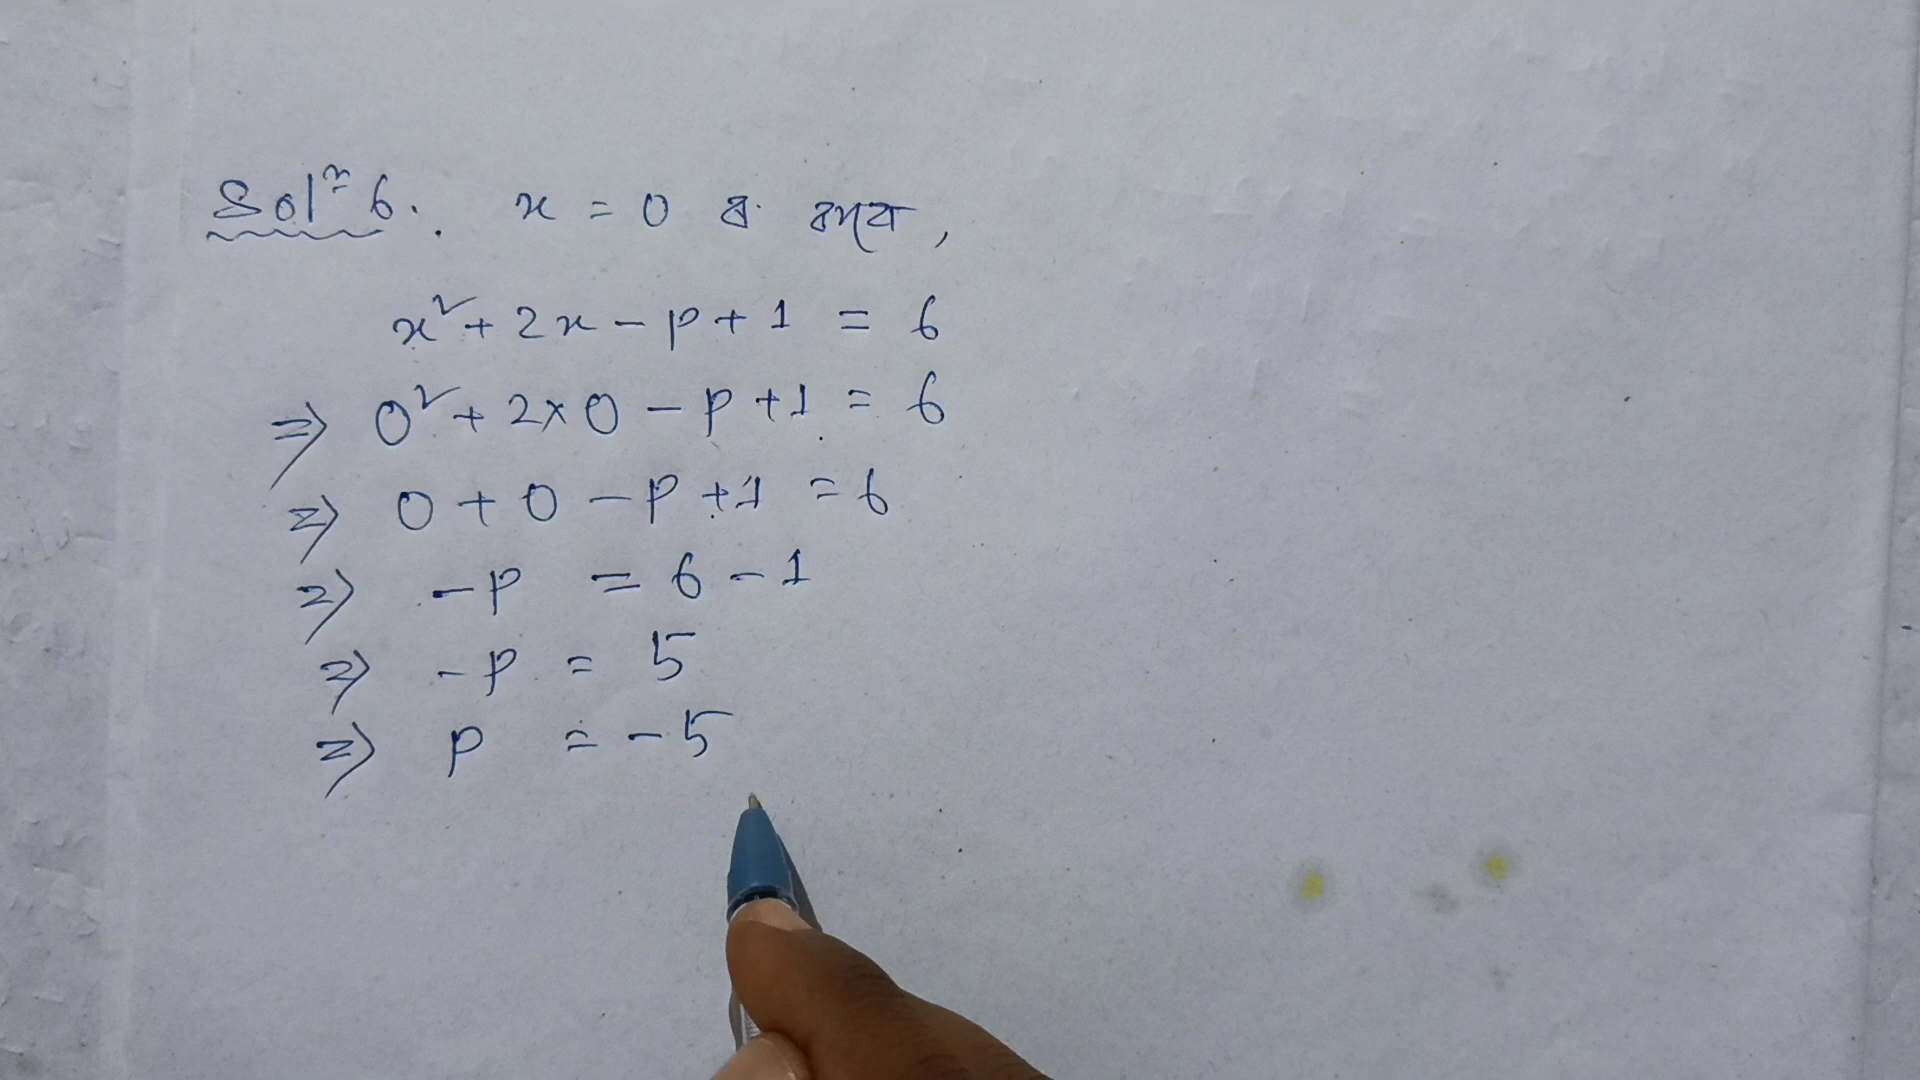 Solⁿ 6. x = 0
x² + 2x - p + 1 = 6
⇒ 0² + 2×0 - p + 1 = 6
⇒ 0 + 0 - p + 1 = 6
⇒ -p = 6 - 1
⇒ -p = 5
⇒ p = -5